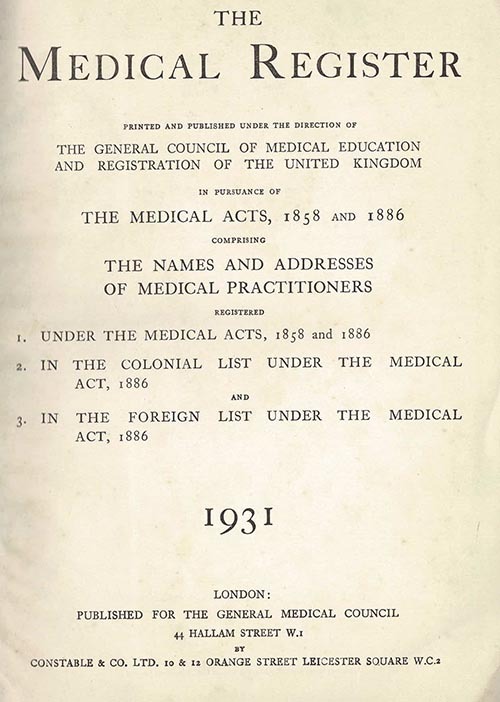 THE
MEDICAL REGISTER
PRINTED AND PUBLISHED UNDER THE DIRECTION OF
THE GENERAL COUNCIL OF MEDICAL EDUCATION
AND REGISTRATION OF THE UNITED KINGDOM
IN PURSUANCE OF
THE MEDICAL ACTS, 1858 AND 1886
COMPRISING
THE NAMES AND ADDRESSES
OF MEDICAL PRACTITIONERS
REGISTERED
1. UNDER THE MEDICAL ACTS, 1858 and 1886
2. IN THE COLONIAL LIST UNDER THE MEDICAL
ACT, 1886
AND
3. IN THE FOREIGN LIST UNDER THE MEDICAL
ACT, 1886
1931
LONDON:
PUBLISHED FOR THE GENERAL MEDICAL COUNCIL
44 HALLAM STREET W.1
BY
CONSTABLE & CO. LTD. 10 & 12 ORANGE STREET LEICESTER SQUARE W.C.2